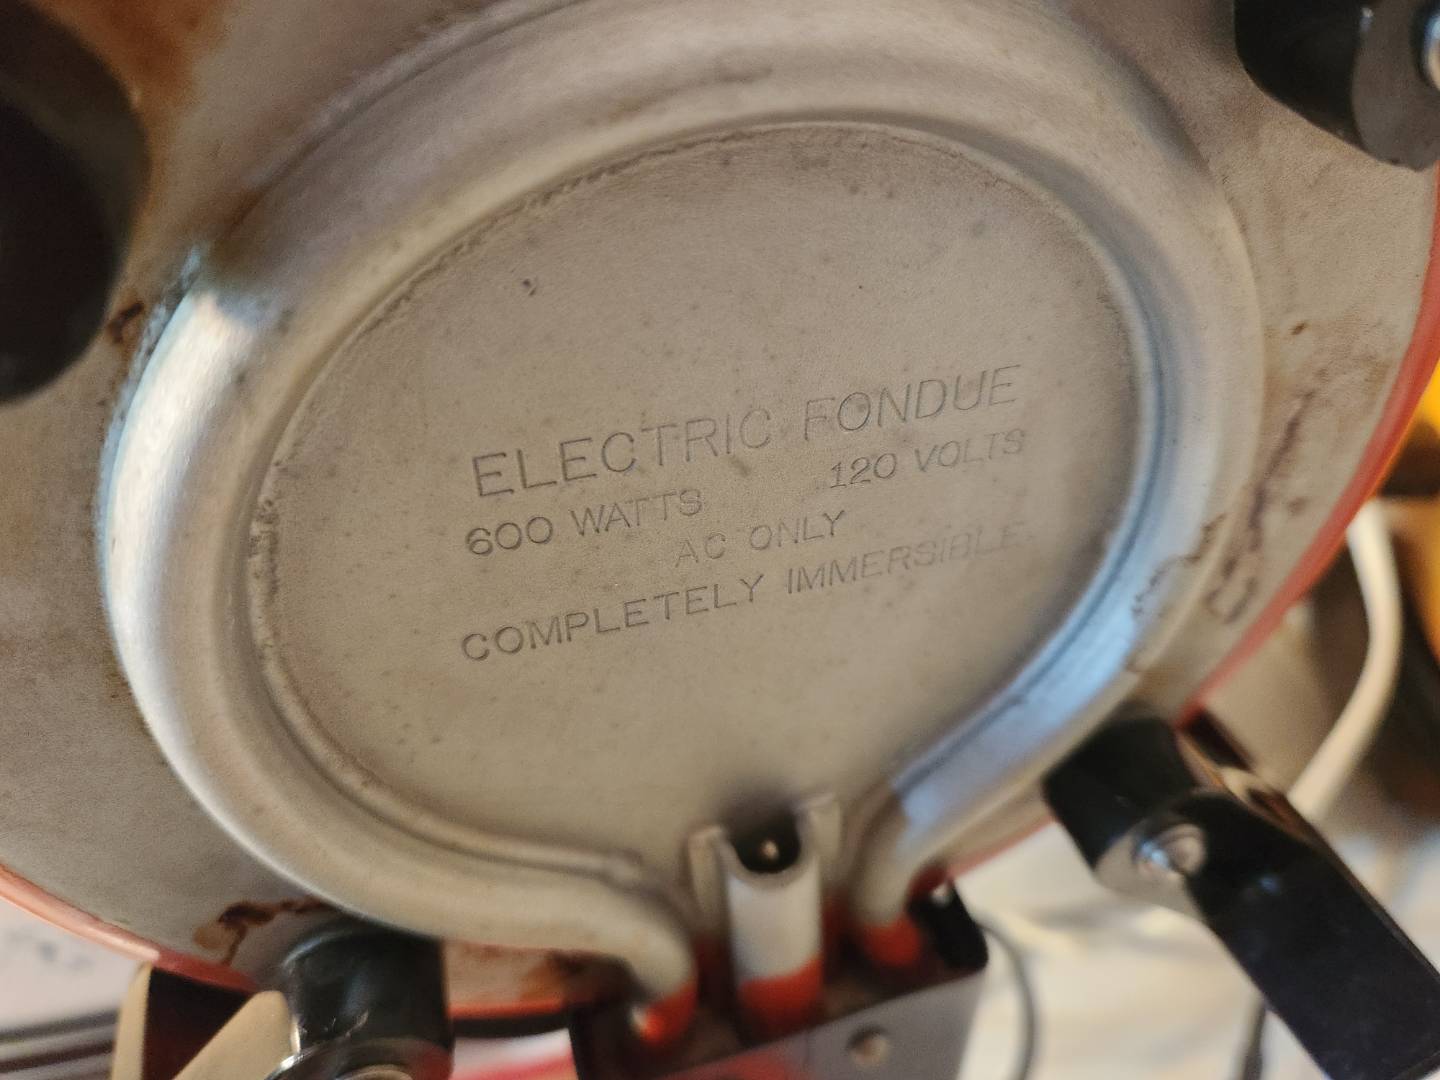 ELECTRIC FONDUE
600 WATTS 120 VOLTS
AC ONLY
COMPLETELY IMMERSIBLE